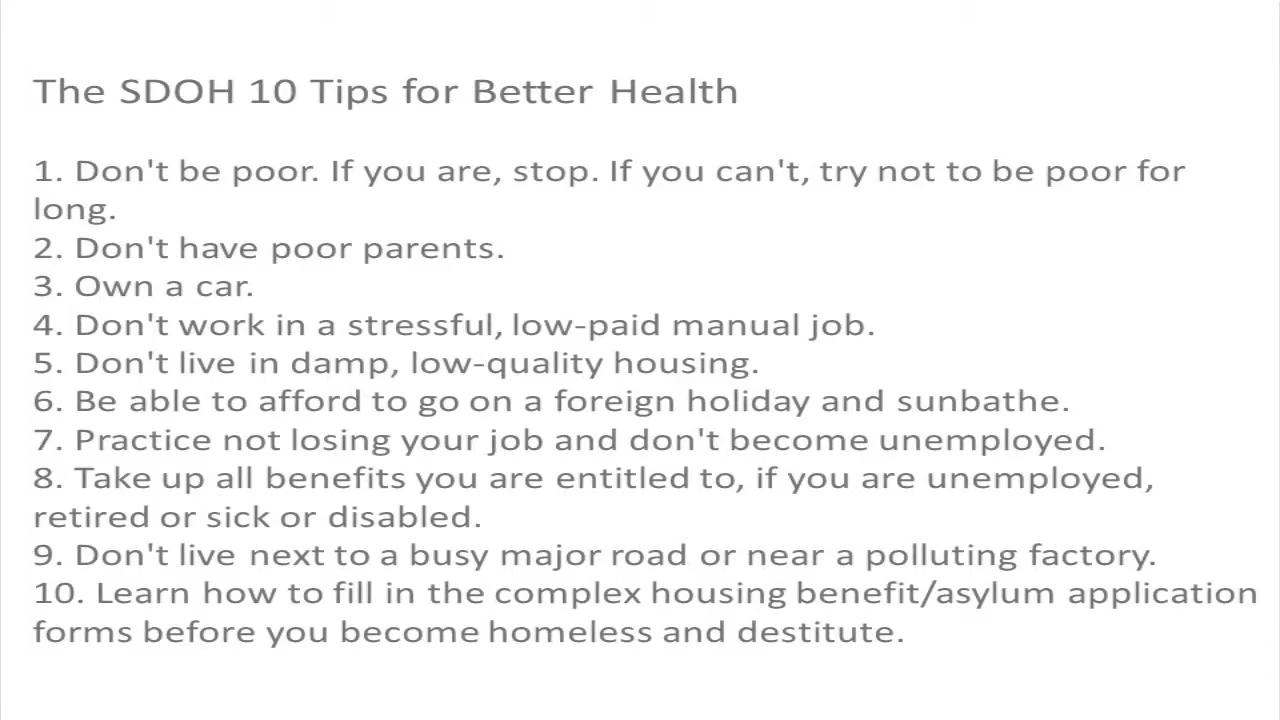 The SDOH 10 Tips for Better Health
1. Don't be poor. If you are, stop. If you can't, try not to be poor for
long.
2. Don't have poor parents.
3. Own a car.
4. Don't work in a stressful, low-paid manual job.
5. Don't live in damp, low-quality housing.
6. Be able to afford to go on a foreign holiday and sunbathe.
7. Practice not losing your job and don't become unemployed.
8. Take up all benefits you are entitled to, if you are unemployed,
retired or sick or disabled.
9. Don't live next to a busy major road or near a polluting factory.
10. Learn how to fill in the complex housing benefit/asylum application
forms before you become homeless and destitute.